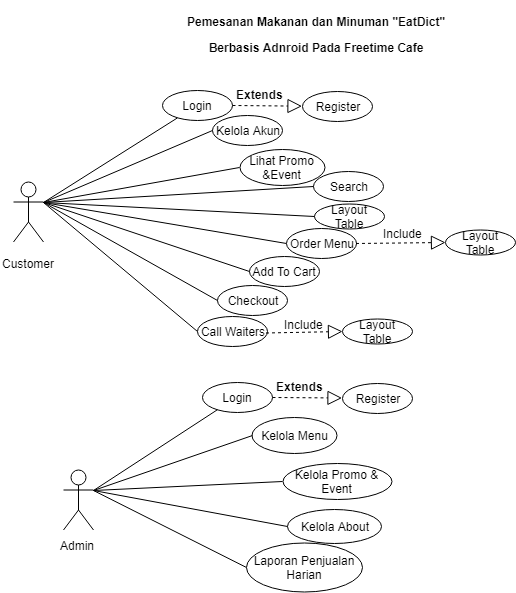 Pemesanan Makanan dan Minuman "EatDict"
Berbasis Adnroid Pada Freetime Cafe
Login
Extends
Register
Kelola Akun
Lihat Promo
&Event
Search
Layout
Table
Order Menu
Include
Layout
Table
Add To Cart
Checkout
Call Waiters
Include
Layout
Table
Customer
Login
Extends
Register
Kelola Menu
Kelola Promo &
Event
Kelola About
Laporan Penjualan
Harian
Admin